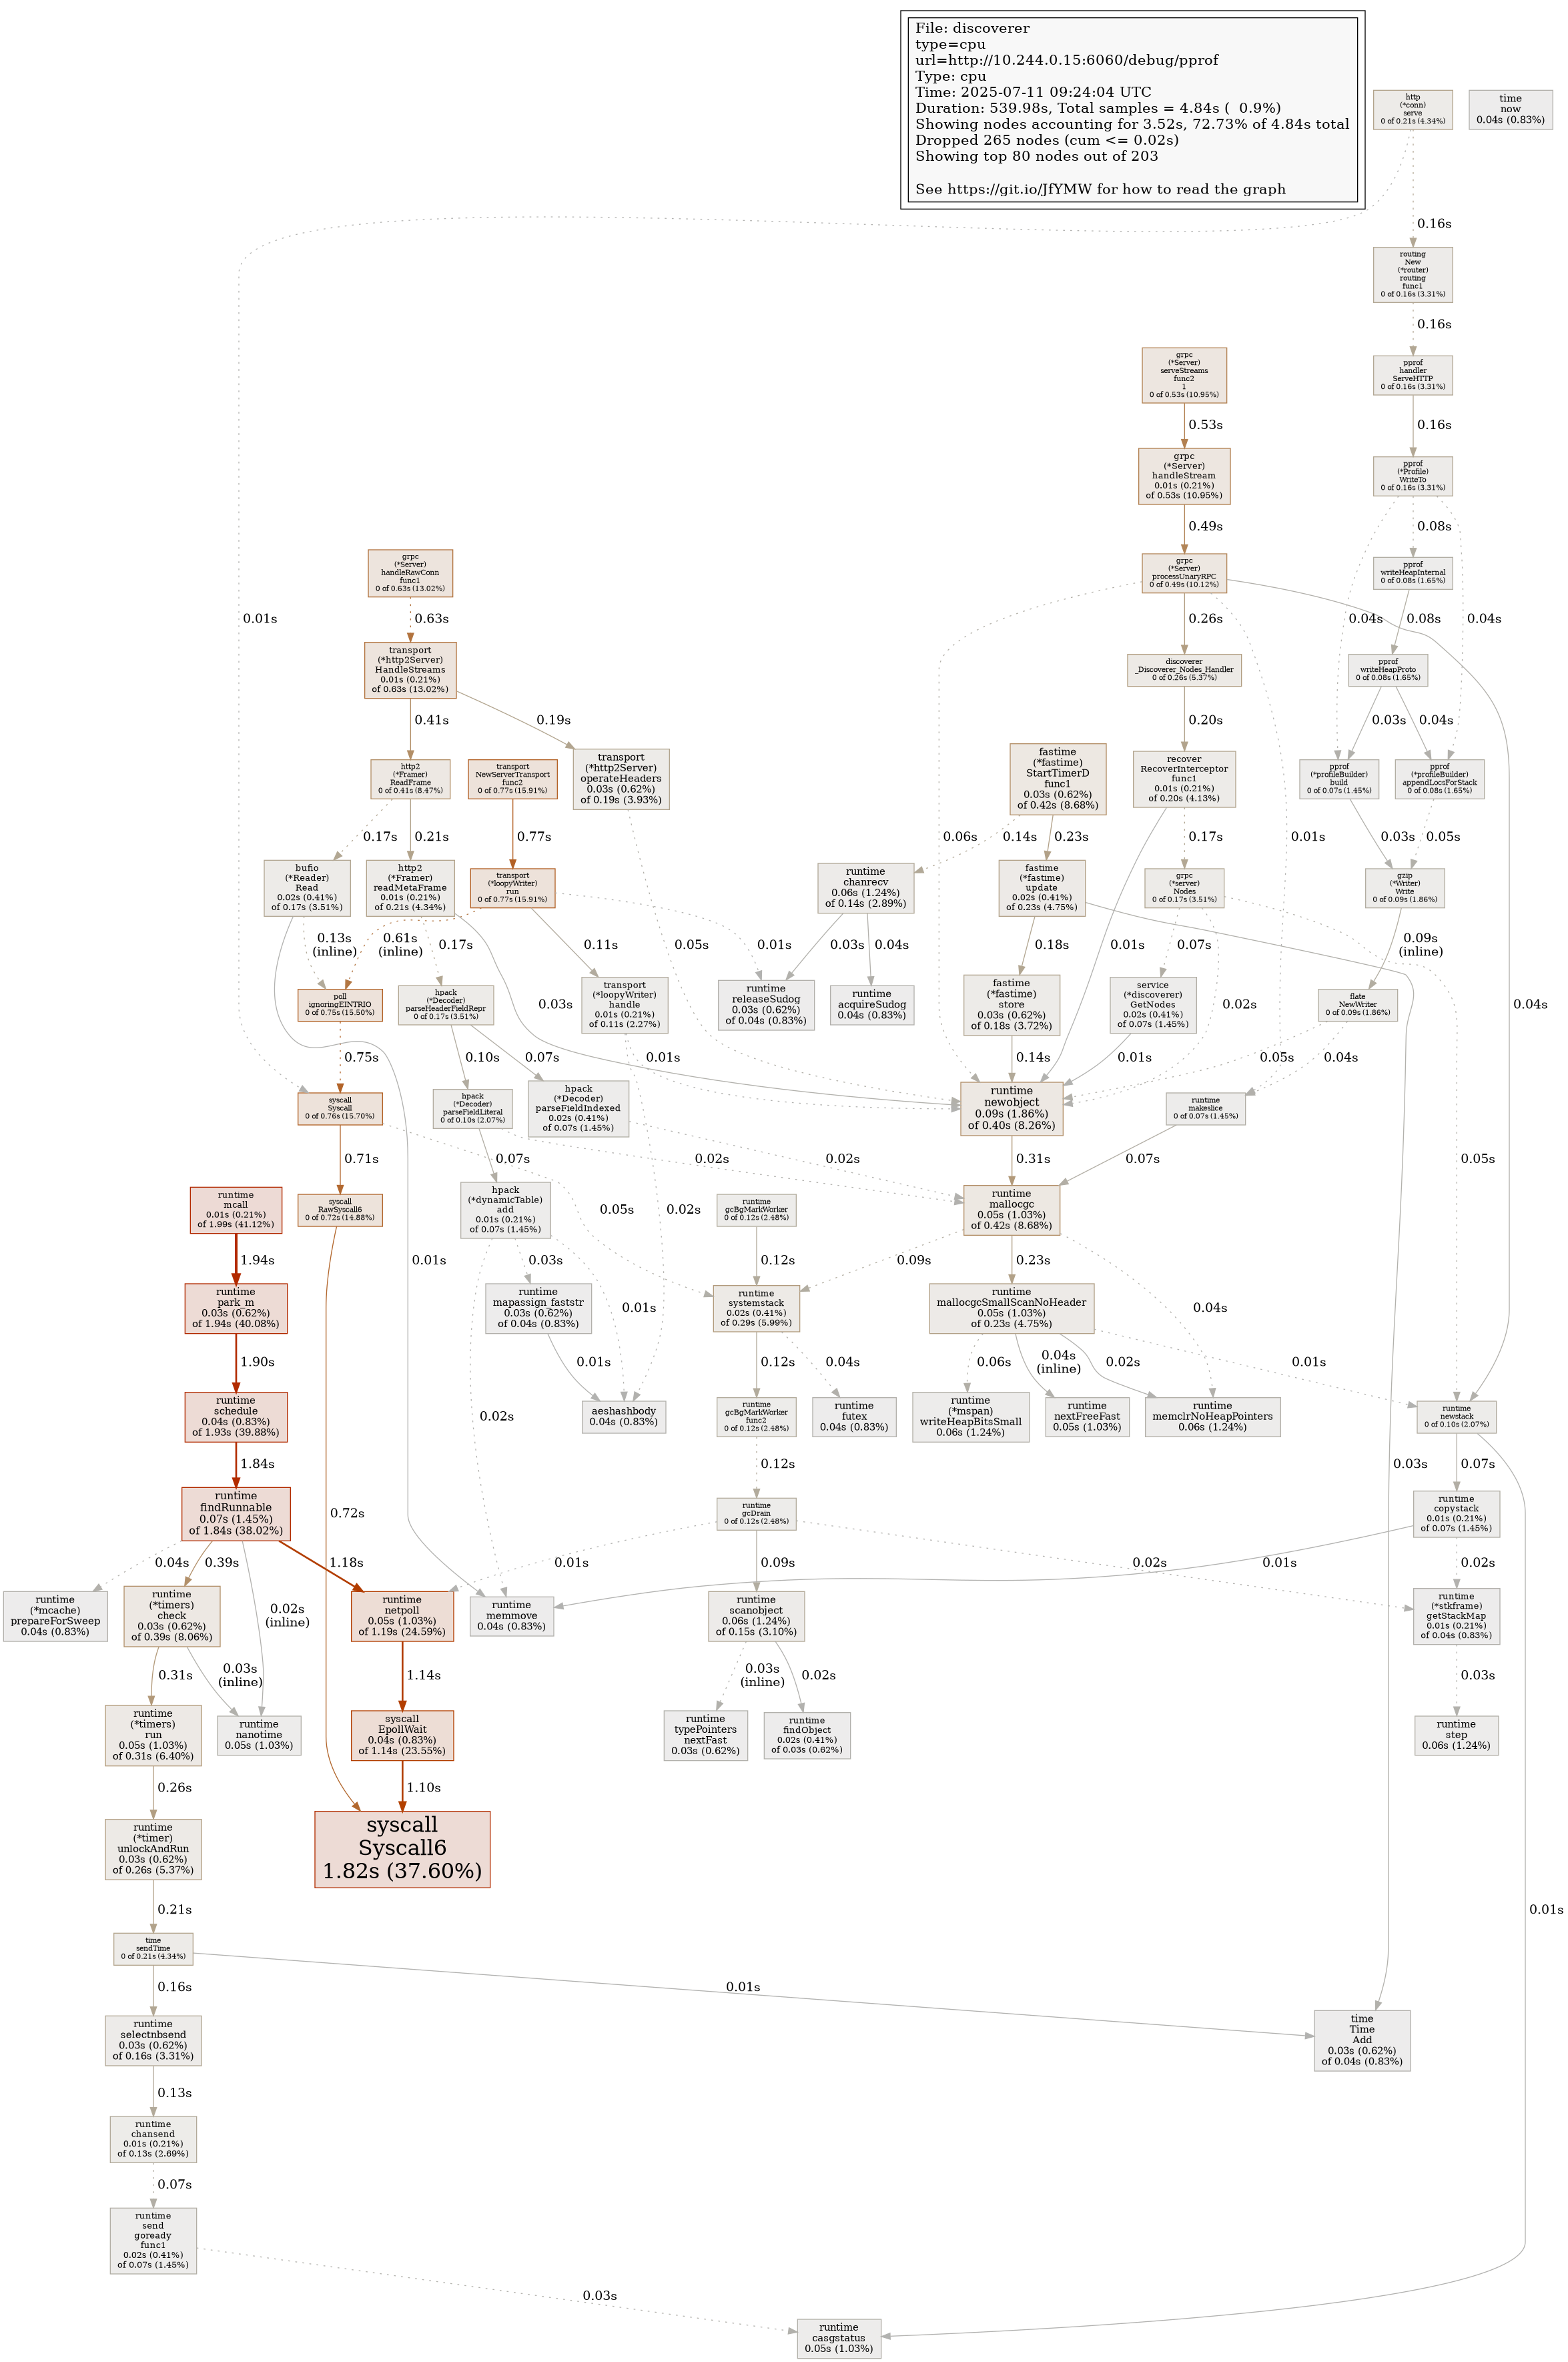 File: discoverer
type=cpu
url=http://10.244.0.15:6060/debug/pprof
Type: cpu
Time: 2025-07-11 09:24:04 UTC
Duration: 539.98s, Total samples = 4.84s ( 0.9%)
Showing nodes accounting for 3.52s, 72.73% of 4.84s total
Dropped 265 nodes (cum <= 0.02s)
Showing top 80 nodes out of 203
See https://git.io/JfYMW for how to read the graph
http
(*conn)
serve
0 of 0.21s (4.34%)
time
now
0.04s (0.83%)
0.16s
routing
New
(*router)
routing
func1
0 of 0.16s (3.31%)
0.16s
grpc
(*Server)
serveStreams
func2
1
0 of 0.53s (10.95%)
pprof
handler
ServeHTTP
0 of 0.16s (3.31%)
0.53s
0.16s
grpc
(*Server)
handleStream
0.01s (0.21%)
of 0.53s (10.95%)
pprof
(*Profile)
WriteTo
0 of 0.16s (3.31%)
0.49s
0.08s
grpc
(*Server)
handleRawConn
func1
0 of 0.63s (13.02%)
grpc
(*Server)
processUnaryRPC
0 of 0.49s (10.12%)
pprof
writeHeapInternal
0 of 0.08s (1.65%)
0.01s
0.63s
0.26s
0.04s
0.08s
0.04s
transport
(*http2Server)
HandleStreams
0.01s (0.21%)
of 0.63s (13.02%)
discoverer
_Discoverer_Nodes_Handler
0 of 0.26s (5.37%)
pprof
writeHeapProto
0 of 0.08s (1.65%)
0.41s
0.19s
0.20s
0.03s
0.04s
http2
(*Framer)
ReadFrame
0 of 0.41s (8.47%)
transport
NewServerTransport
func2
0 of 0.77s (15.91%)
transport
(*http2Server)
operateHeaders
0.03s (0.62%)
of 0.19s (3.93%)
fastime
(*fastime)
StartTimerD
func1
0.03s (0.62%)
of 0.42s (8.68%)
recover
RecoverInterceptor
func1
0.01s (0.21%)
of 0.20s (4.13%)
pprof
(*profileBuilder)
build
0 of 0.07s (1.45%)
pprof
(*profileBuilder)
appendLocsForStack
0 of 0.08s (1.65%)
0.17s
0.21s
0.77s
0.14s
0.23s
0.06s
0.17s
0.01s
0.03s
0.05s
bufio
(*Reader)
Read
0.02s (0.41%)
of 0.17s (3.51%)
http2
(*Framer)
readMetaFrame
0.01s (0.21%)
of 0.21s (4.34%)
transport
(*loopyWriter)
run
0 of 0.77s (15.91%)
runtime
chanrecv
0.06s (1.24%)
of 0.14s (2.89%)
fastime
(*fastime)
update
0.02s (0.41%)
of 0.23s (4.75%)
grpc
(*server)
Nodes
0 of 0.17s (3.51%)
gzip
(*Writer)
Write
0 of 0.09s (1.86%)
0.13s
(inline)
0.61s
(inline)
0.17s
0.11s
0.05s
0.01s
0.03s
0.04s
0.18s
0.01s
0.07s
0.09s
(inline)
poll
ignoringEINTRIO
0 of 0.75s (15.50%)
hpack
(*Decoder)
parseHeaderFieldRepr
0 of 0.17s (3.51%)
0.03s
transport
(*loopyWriter)
handle
0.01s (0.21%)
of 0.11s (2.27%)
runtime
releaseSudog
0.03s (0.62%)
of 0.04s (0.83%)
runtime
acquireSudog
0.04s (0.83%)
fastime
(*fastime)
store
0.03s (0.62%)
of 0.18s (3.72%)
service
(*discoverer)
GetNodes
0.02s (0.41%)
of 0.07s (1.45%)
0.02s
flate
NewWriter
0 of 0.09s (1.86%)
0.04s
0.75s
0.10s
0.07s
0.01s
0.14s
0.01s
0.05s
0.04s
syscall
Syscall
0 of 0.76s (15.70%)
hpack
(*Decoder)
parseFieldLiteral
0 of 0.10s (2.07%)
hpack
(*Decoder)
parseFieldIndexed
0.02s (0.41%)
of 0.07s (1.45%)
runtime
newobject
0.09s (1.86%)
of 0.40s (8.26%)
runtime
makeslice
0 of 0.07s (1.45%)
0.71s
0.07s
0.02s
0.02s
0.31s
0.07s
0.05s
runtime
mcall
0.01s (0.21%)
of 1.99s (41.12%)
syscall
RawSyscall6
0 of 0.72s (14.88%)
hpack
(*dynamicTable)
add
0.01s (0.21%)
of 0.07s (1.45%)
0.05s
0.02s
runtime
gcBgMarkWorker
0 of 0.12s (2.48%)
runtime
mallocgc
0.05s (1.03%)
of 0.42s (8.68%)
1.94s
0.01s
0.03s
0.12s
0.09s
0.23s
runtime
park_m
0.03s (0.62%)
of 1.94s (40.08%)
runtime
mapassign_faststr
0.03s (0.62%)
of 0.04s (0.83%)
0.01s
runtime
systemstack
0.02s (0.41%)
of 0.29s (5.99%)
runtime
mallocgcSmallScanNoHeader
0.05s (1.03%)
of 0.23s (4.75%)
0.04s
1.90s
0.01s
0.12s
0.04s
0.06s
0.04s
(inline)
0.02s
0.01s
runtime
schedule
0.04s (0.83%)
of 1.93s (39.88%)
0.02s
aeshashbody
0.04s (0.83%)
runtime
gcBgMarkWorker
func2
0 of 0.12s (2.48%)
runtime
futex
0.04s (0.83%)
runtime
(*mspan)
writeHeapBitsSmall
0.06s (1.24%)
runtime
nextFreeFast
0.05s (1.03%)
runtime
memclrNoHeapPointers
0.06s (1.24%)
runtime
newstack
0 of 0.10s (2.07%)
1.84s
0.12s
0.03s
0.07s
runtime
findRunnable
0.07s (1.45%)
of 1.84s (38.02%)
0.72s
runtime
gcDrain
0 of 0.12s (2.48%)
runtime
copystack
0.01s (0.21%)
of 0.07s (1.45%)
0.04s
0.39s
1.18s
0.01s
0.09s
0.02s
0.01s
0.02s
runtime
(*mcache)
prepareForSweep
0.04s (0.83%)
runtime
(*timers)
check
0.03s (0.62%)
of 0.39s (8.06%)
0.02s
(inline)
runtime
netpoll
0.05s (1.03%)
of 1.19s (24.59%)
runtime
memmove
0.04s (0.83%)
runtime
scanobject
0.06s (1.24%)
of 0.15s (3.10%)
runtime
(*stkframe)
getStackMap
0.01s (0.21%)
of 0.04s (0.83%)
0.31s
0.03s
(inline)
1.14s
0.03s
(inline)
0.02s
0.03s
runtime
(*timers)
run
0.05s (1.03%)
of 0.31s (6.40%)
runtime
nanotime
0.05s (1.03%)
syscall
EpollWait
0.04s (0.83%)
of 1.14s (23.55%)
runtime
typePointers
nextFast
0.03s (0.62%)
runtime
findObject
0.02s (0.41%)
of 0.03s (0.62%)
runtime
step
0.06s (1.24%)
0.26s
1.10s
runtime
(*timer)
unlockAndRun
0.03s (0.62%)
of 0.26s (5.37%)
syscall
Syscall6
1.82s (37.60%)
0.21s
0.01s
time
sendTime
0 of 0.21s (4.34%)
0.16s
0.01s
runtime
selectnbsend
0.03s (0.62%)
of 0.16s (3.31%)
time
Time
Add
0.03s (0.62%)
of 0.04s (0.83%)
0.13s
runtime
chansend
0.01s (0.21%)
of 0.13s (2.69%)
0.07s
runtime
send
goready
func1
0.02s (0.41%)
of 0.07s (1.45%)
0.03s
runtime
casgstatus
0.05s (1.03%)